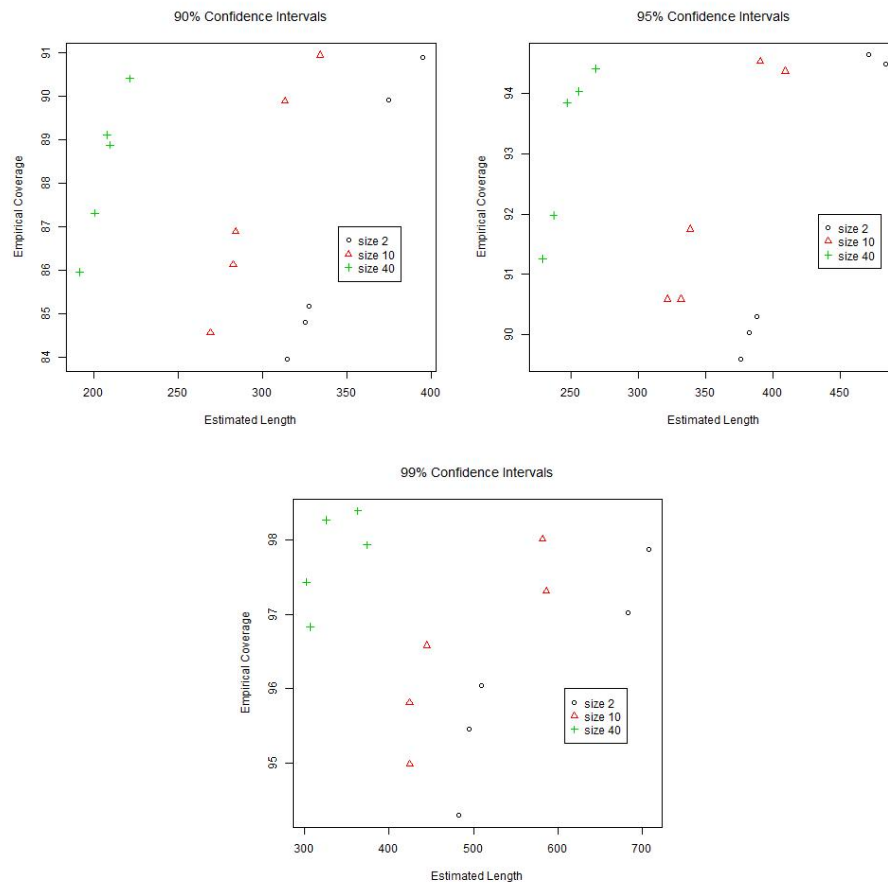 90% Confidence Intervals
Empirical Coverage
91
90
89
88
87
86
85
84
size 2
size 10
size 40
200 250 300 350 400
Estimated Length
95% Confidence Intervals
Empirical Coverage
94
93
92
91
90
size 2
size 10
size 40
250 300 350 400 450
Estimated Length
99% Confidence Intervals
Empirical Coverage
98
97
96
95
size 2
size 10
size 40
300 400 500 600 700
Estimated Length